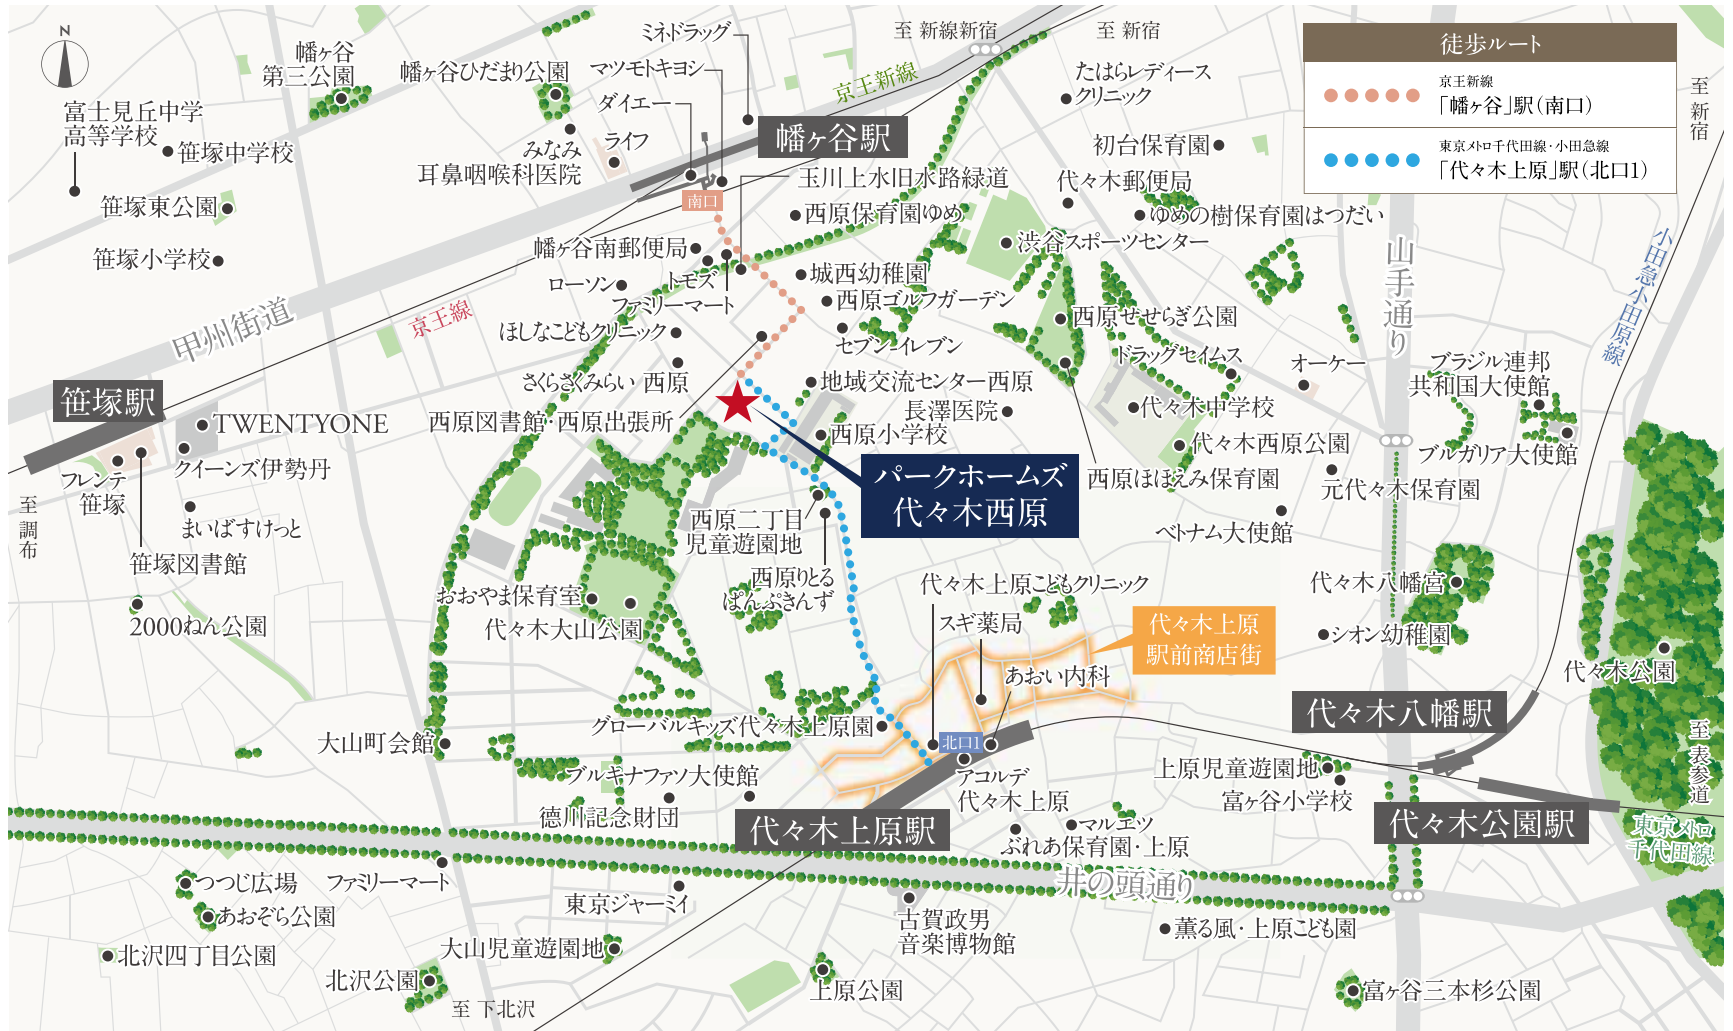 N
ミネドラッグ
至 新線新宿
至 新宿
徒歩ルート
京王新線
「幡ヶ谷」駅（南口）
東京メトロ千代田線・小田急線
「代々木上原」駅（北口1）
幡ヶ谷
第三公園
幡ヶ谷ひだまり公園
マツモトキヨシ
京王新線
たはらレディース
クリニック
至
新
宿
富士見丘中学
高等学校
ダイエー
笹塚中学校
みなみ
耳鼻咽喉科医院
ライフ
幡ヶ谷駅
初台保育園
代々木郵便局
玉川上水旧水路緑道
南口
笹塚東公園
西原保育園ゆめ
ゆめの樹保育園はつだい
渋谷スポーツセンター
笹塚小学校
幡ヶ谷南郵便局
トモズ
ローソン
ファミリーマート
城西幼稚園
西原ゴルフガーデン
山手通り
小田急小田原線
甲州街道
京王線
ほしなこどもクリニック
セブン-イレブン
西原せせらぎ公園
ドラッグセイムス
オーケー
ブラジル連邦
共和国大使館
笹塚駅
さくらさくみらい 西原
地域交流センター西原
長澤医院
代々木中学校
TWENTYONE
西原図書館・西原出張所
西原小学校
代々木西原公園
ブルガリア大使館
フレンテ
笹塚
クイーンズ伊勢丹
パークホームズ
代々木西原
西原ほほえみ保育園
元代々木保育園
至
調
布
まいばすけっと
西原二丁目
児童遊園地
ベトナム大使館
笹塚図書館
西原りとる
ぱんぷきんず
代々木上原こどもクリニック
代々木八幡宮
おおやま保育室
2000ねん公園
代々木大山公園
スギ薬局
代々木上原
駅前商店街
シオン幼稚園
代々木公園
あおい内科
グローバルキッズ代々木上原園
代々木八幡駅
大山町会館
北口1
至
表
参
道
ブルキナファソ大使館
アコルデ
代々木上原
上原児童遊園地
富ヶ谷小学校
德川記念財団
代々木上原駅
マルエツ
ぷれあ保育園・上原
代々木公園駅
東京メトロ
千代田線
つつじ広場
ファミリーマート
井の頭通り
あおぞら公園
東京ジャーミイ
古賀政男
音楽博物館
薫る風・上原こども園
北沢四丁目公園
大山児童遊園地
北沢公園
上原公園
富ヶ谷三本杉公園
至 下北沢